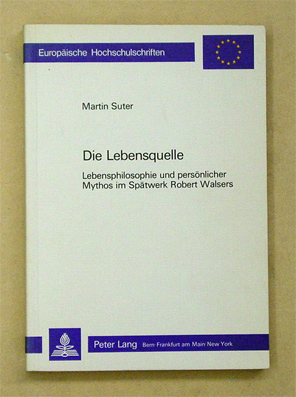 Europäische Hochschulschriften
Martin Suter
Die Lebensquelle
Lebensphilosophie und persönlicher
Mythos im Spätwerk Robert Walsers
Peter Lang Bern Frankfurt am Main New York